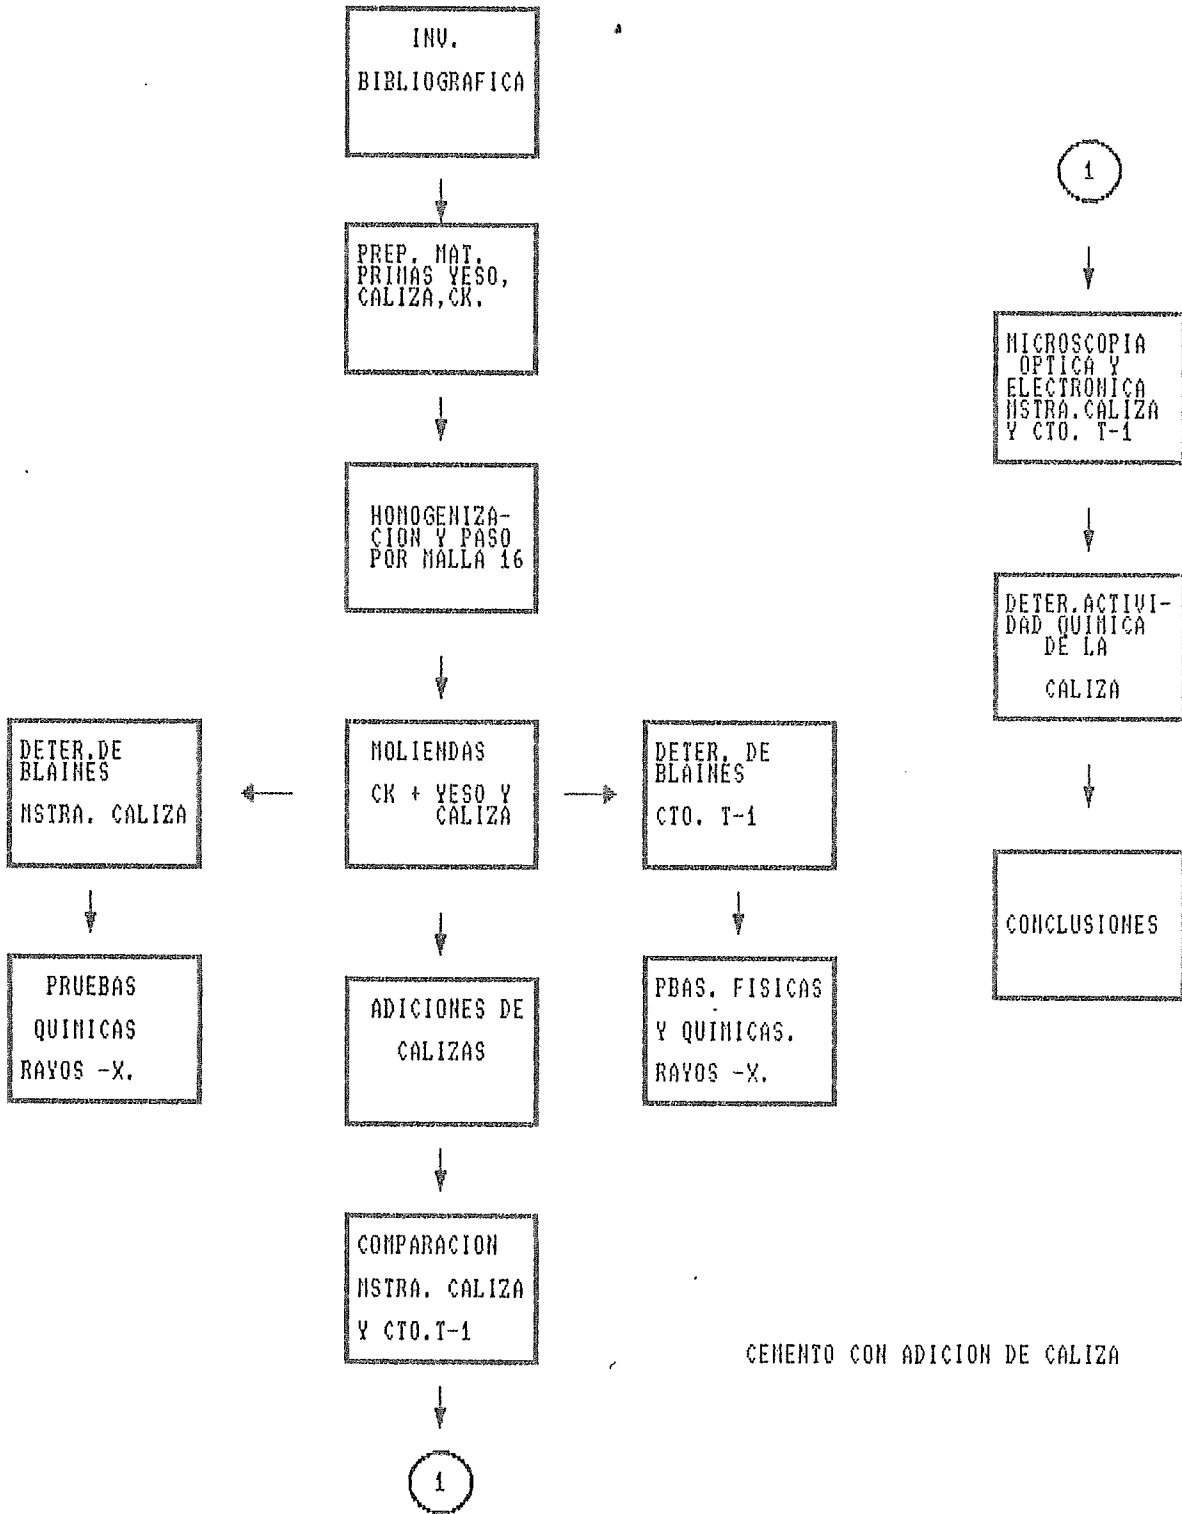 INV.
BIBLIOGRAFICA
PREP. MAT.
PRIMAS YESO,
CALIZA,CK.
HOMOGENIZA-
CION Y PASO
POR MALLA 16
MOLIENDAS
CK + YESO Y
CALIZA
DETER.DE
BLAINES
MSTRA. CALIZA
PRUEBAS
QUIMICAS
RAYOS -X.
DETER. DE
BLAINES
CTO. T-1
PBAS. FISICAS
Y QUIMICAS.
RAYOS -X.
ADICIONES DE
CALIZAS
COMPARACION
MSTRA. CALIZA
Y CTO.T-1
1
1
MICROSCOPIA
OPTICA Y
ELECTRONICA
MSTRA.CALIZA
Y CTO. T-1
DETER.ACTIVI-
DAD QUIMICA
DE LA
CALIZA
CONCLUSIONES
CEMENTO CON ADICION DE CALIZA